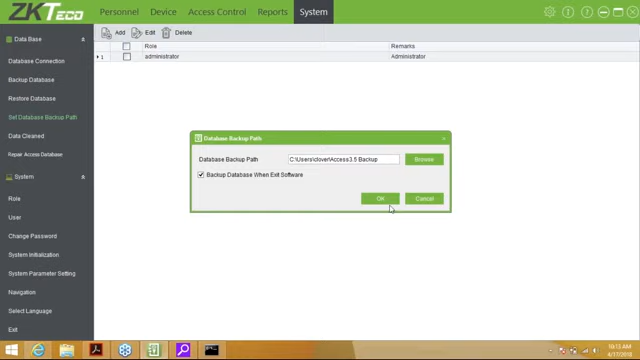 ZKTeco
Personnel Device Access Control Reports System
Data Base
Database Connection
Backup Database
Restore Database
Set Database Backup Path
Data Cleaned
Repair Access Database
System
Role
User
Change Password
System Initialization
System Parameter Setting
Navigation
Select Language
Exit
Add Edit Delete
Role Remarks
1 administrator Administrator
Database Backup Path
Database Backup Path C:\Users\clover\Access3.5 Backup Browse
Backup Database When Exit Software
OK Cancel
10:13 AM
4/17/2018